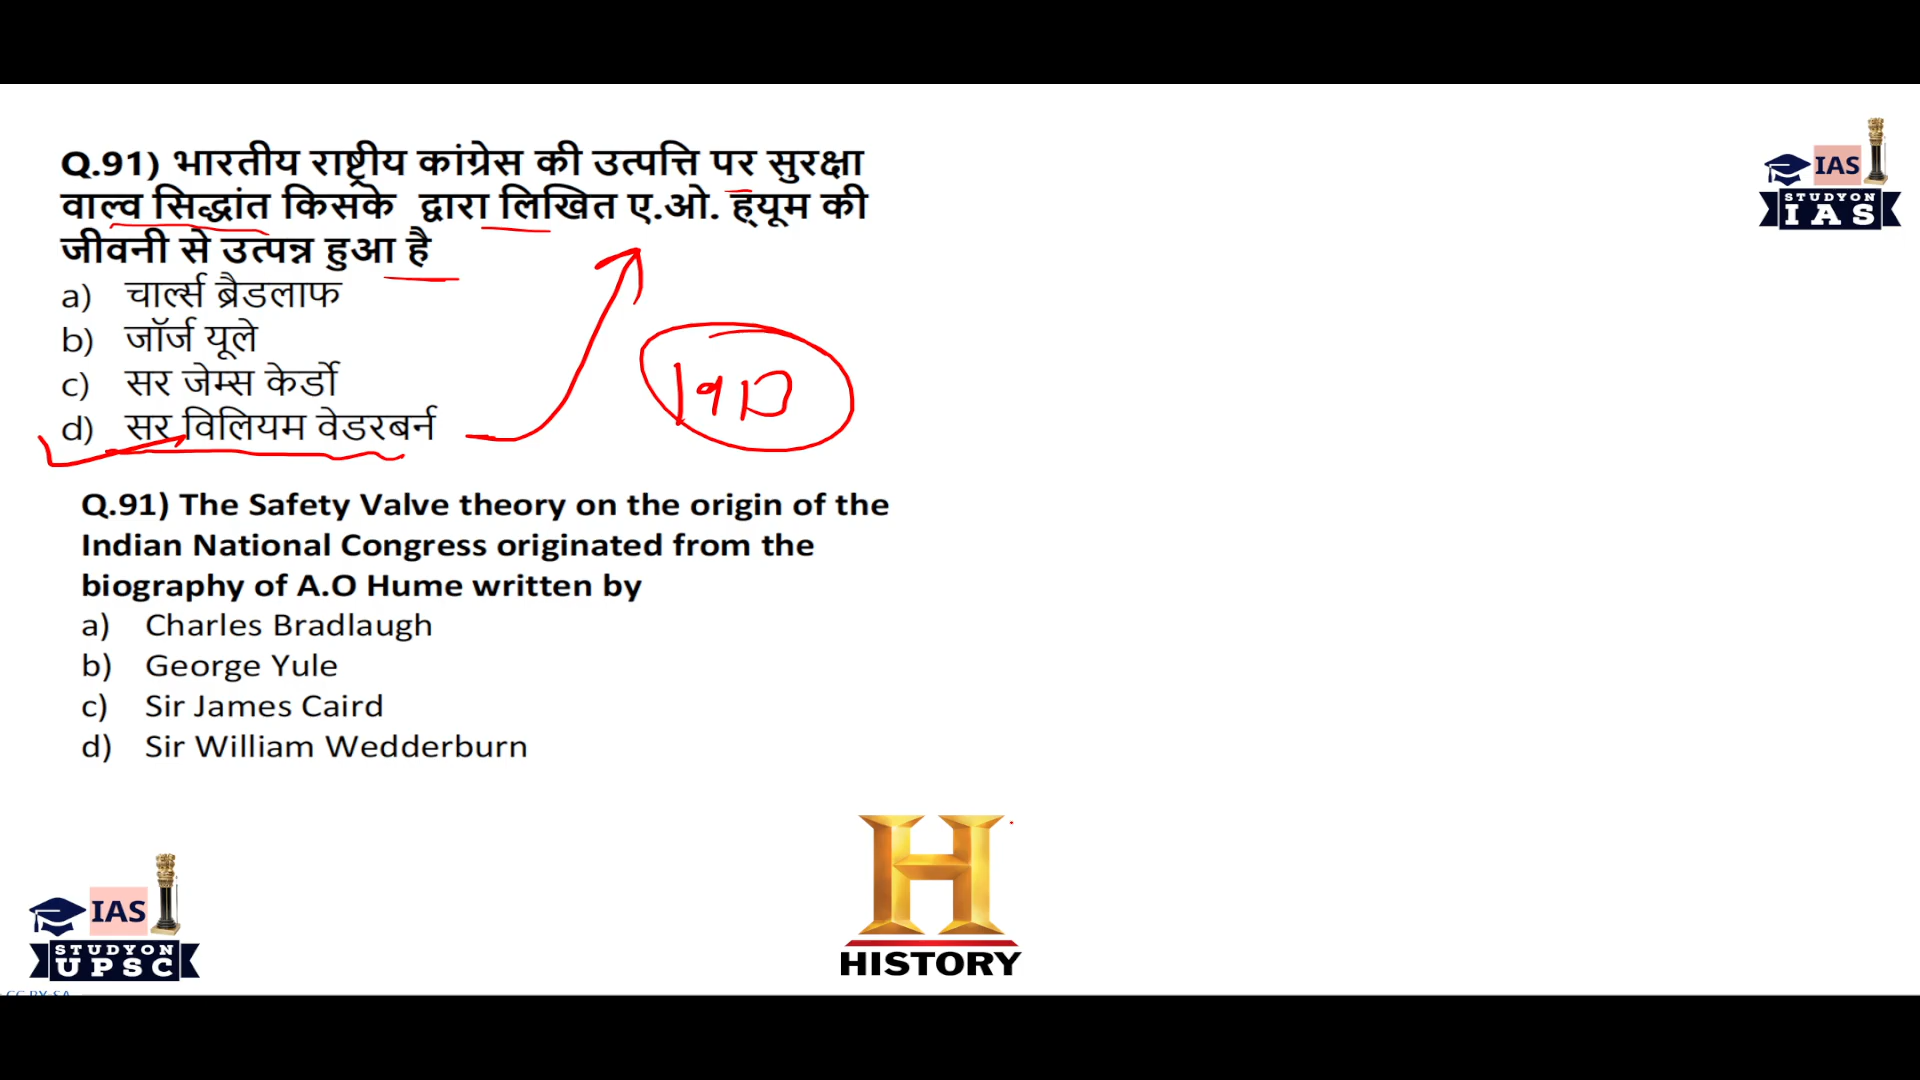 Q.91) भारतीय राष्ट्रीय कांग्रेस की उत्पत्ति पर सुरक्षा
वाल्व सिद्धांत किसके द्वारा लिखित ए.ओ. ह्यूम की
जीवनी से उत्पन्न हुआ है
a) चार्ल्स ब्रैडलाफ
b) जॉर्ज यूले
c) सर जेम्स केर्डो
d) सर विलियम वेडरबर्न
Q.91) The Safety Valve theory on the origin of the
Indian National Congress originated from the
biography of A.O Hume written by
a) Charles Bradlaugh
b) George Yule
c) Sir James Caird
d) Sir William Wedderburn
IAS
STUDYON
IAS
IAS
STUDYON
UPSC
HISTORY